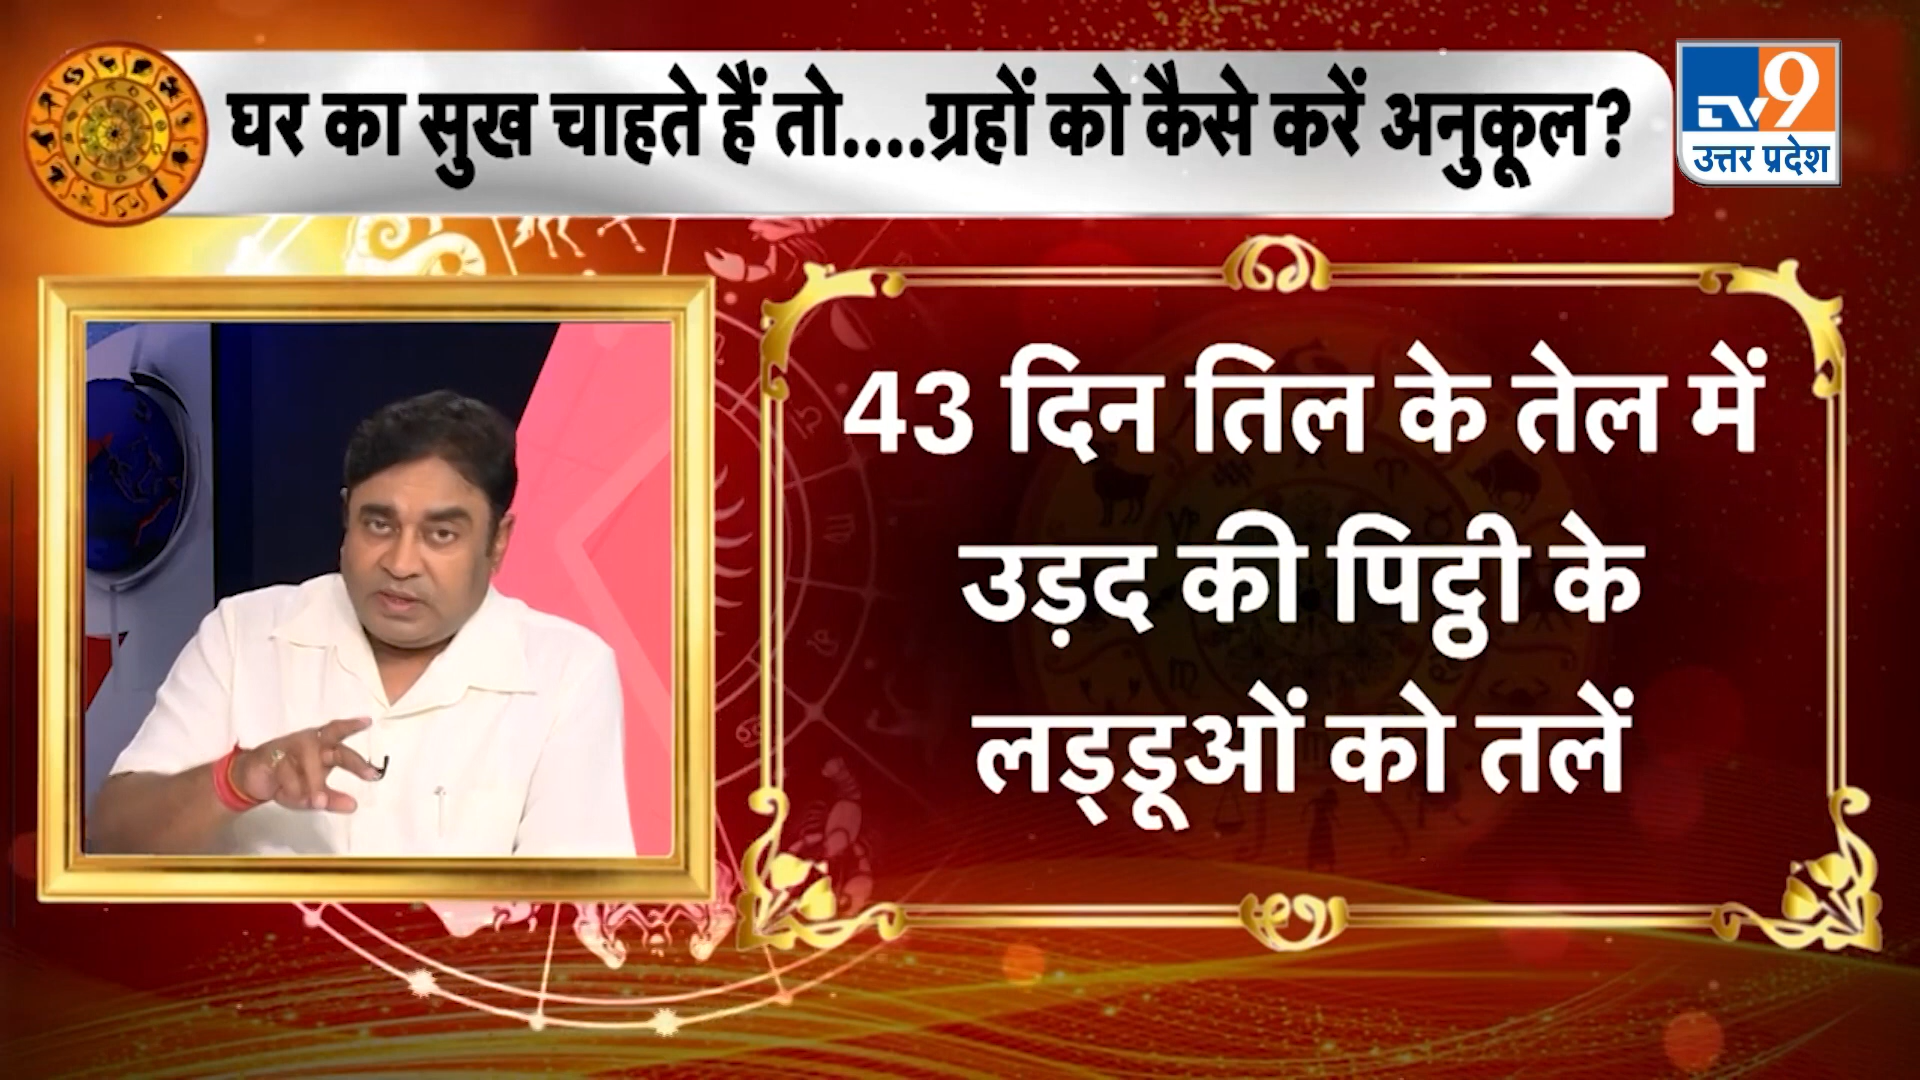 घर का सुख चाहते हैं तो....ग्रहों को कैसे करें अनुकूल?
TV9
उत्तर प्रदेश
43 दिन तिल के तेल में
उड़द की पिट्ठी के
लड्डूओं को तलें